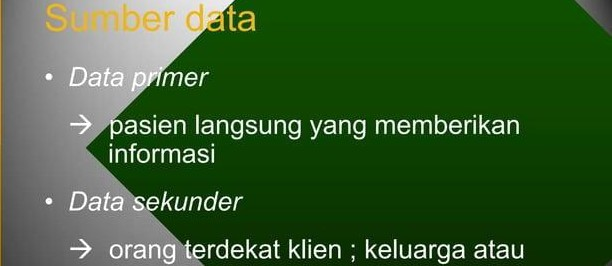 Sumber data
• Data primer
→ pasien langsung yang memberikan
informasi
• Data sekunder
→ orang terdekat klien ; keluarga atau